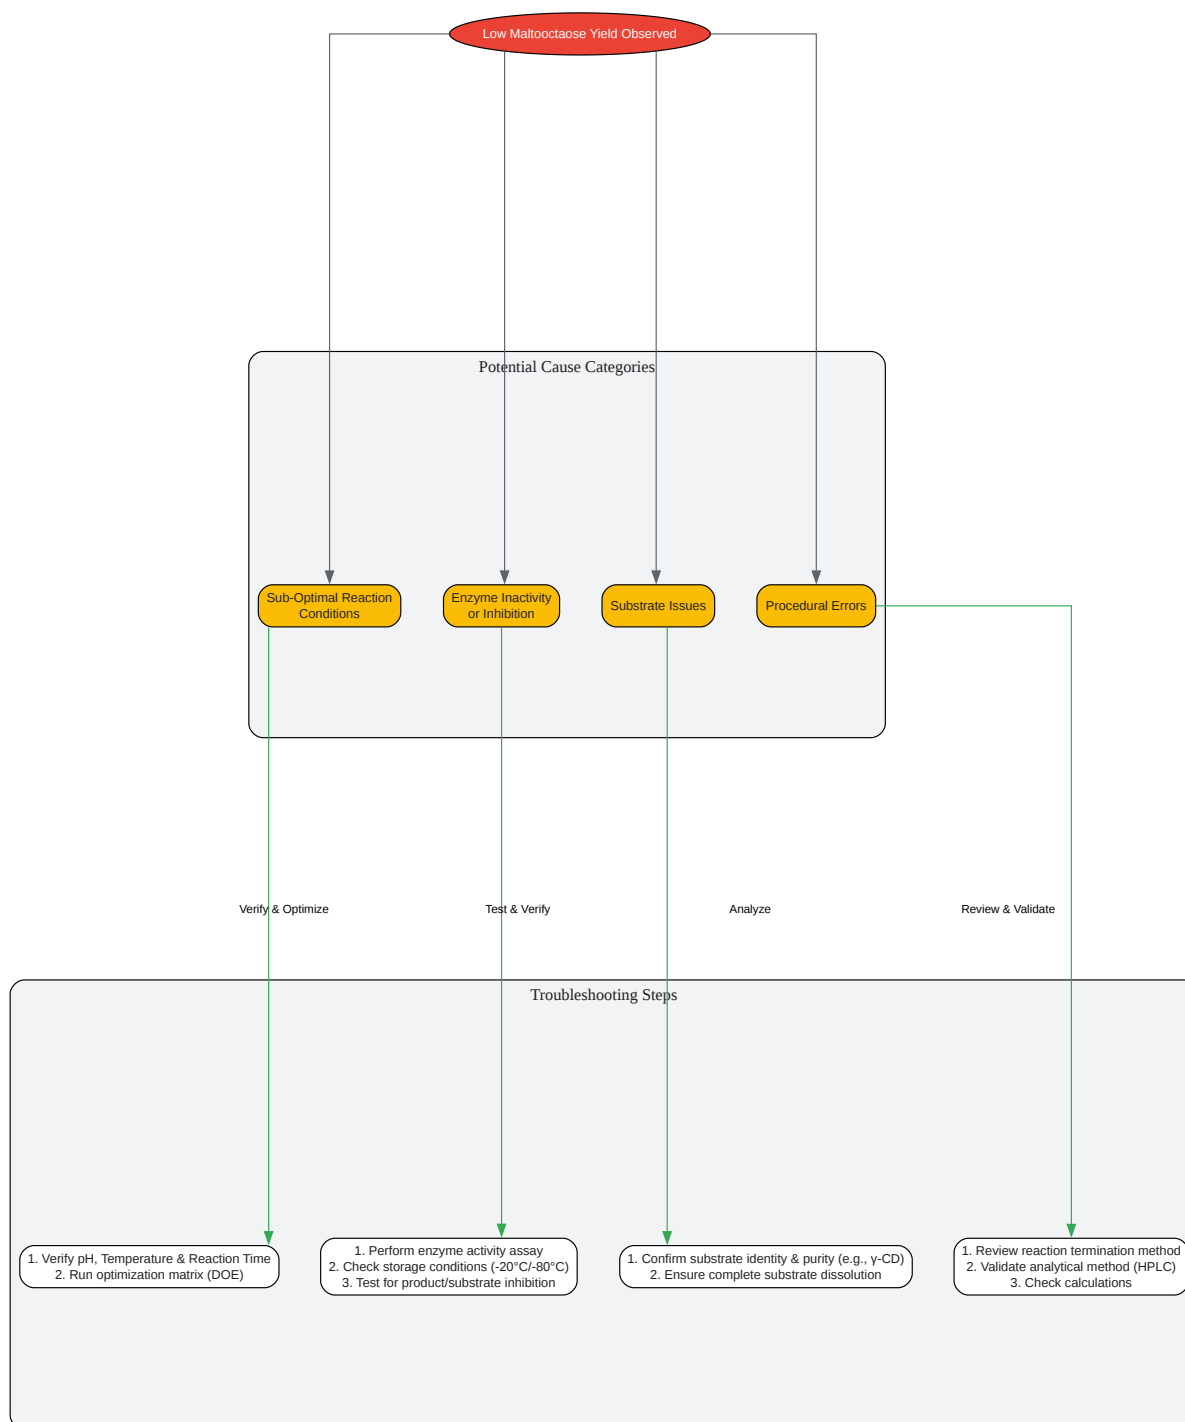 Low Maltooctaose Yield Observed
Potential Cause Categories
Sub-Optimal Reaction
Conditions
Enzyme Inactivity
or Inhibition
Substrate Issues
Procedural Errors
Verify & Optimize
Test & Verify
Analyze
Review & Validate
Troubleshooting Steps
1. Verify pH, Temperature & Reaction Time
2. Run optimization matrix (DOE)
1. Perform enzyme activity assay
2. Check storage conditions (-20°C/-80°C)
3. Test for product/substrate inhibition
1. Confirm substrate identity & purity (e.g., γ-CD)
2. Ensure complete substrate dissolution
1. Review reaction termination method
2. Validate analytical method (HPLC)
3. Check calculations